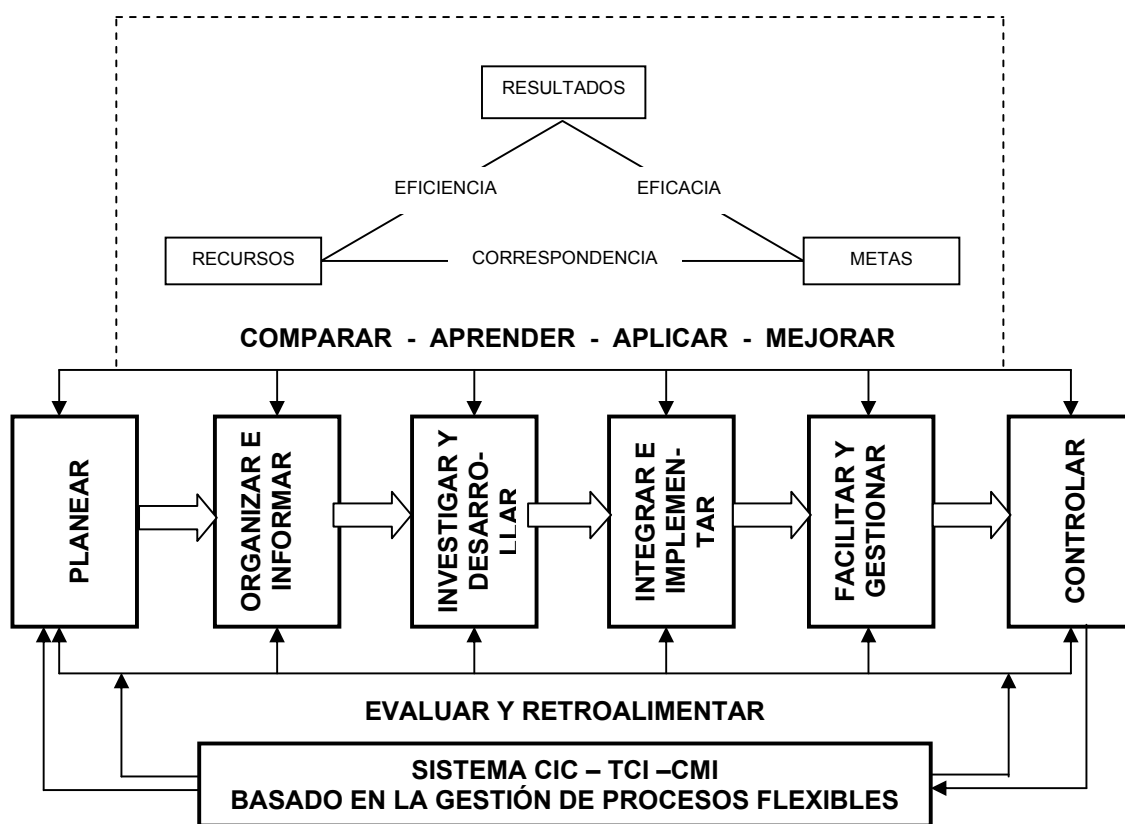 RESULTADOS
EFICIENCIA
EFICACIA
RECURSOS
CORRESPONDENCIA
METAS
COMPARAR - APRENDER - APLICAR - MEJORAR
PLANEAR
ORGANIZAR E
INFORMAR
INVESTIGAR Y
DESARRO-
LLAR
INTEGRAR E
IMPLEMEN-
TAR
FACILITAR Y
GESTIONAR
CONTROLAR
EVALUAR Y RETROALIMENTAR
SISTEMA CIC – TCI –CMI
BASADO EN LA GESTIÓN DE PROCESOS FLEXIBLES